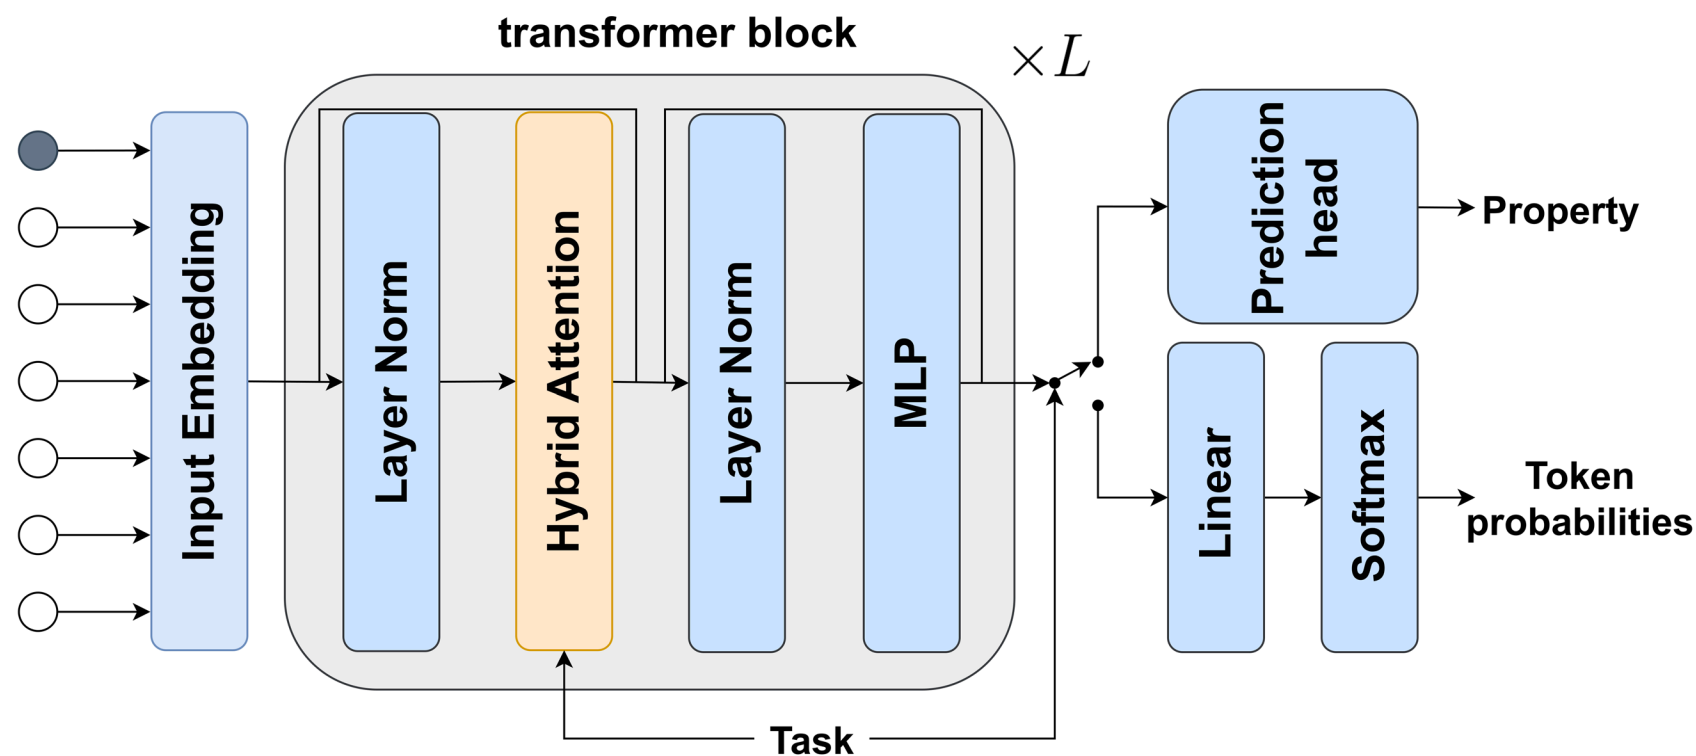 transformer block
×L
Input Embedding
Layer Norm
Hybrid Attention
Layer Norm
MLP
Prediction
head
Property
Linear
Softmax
Token
probabilities
Task